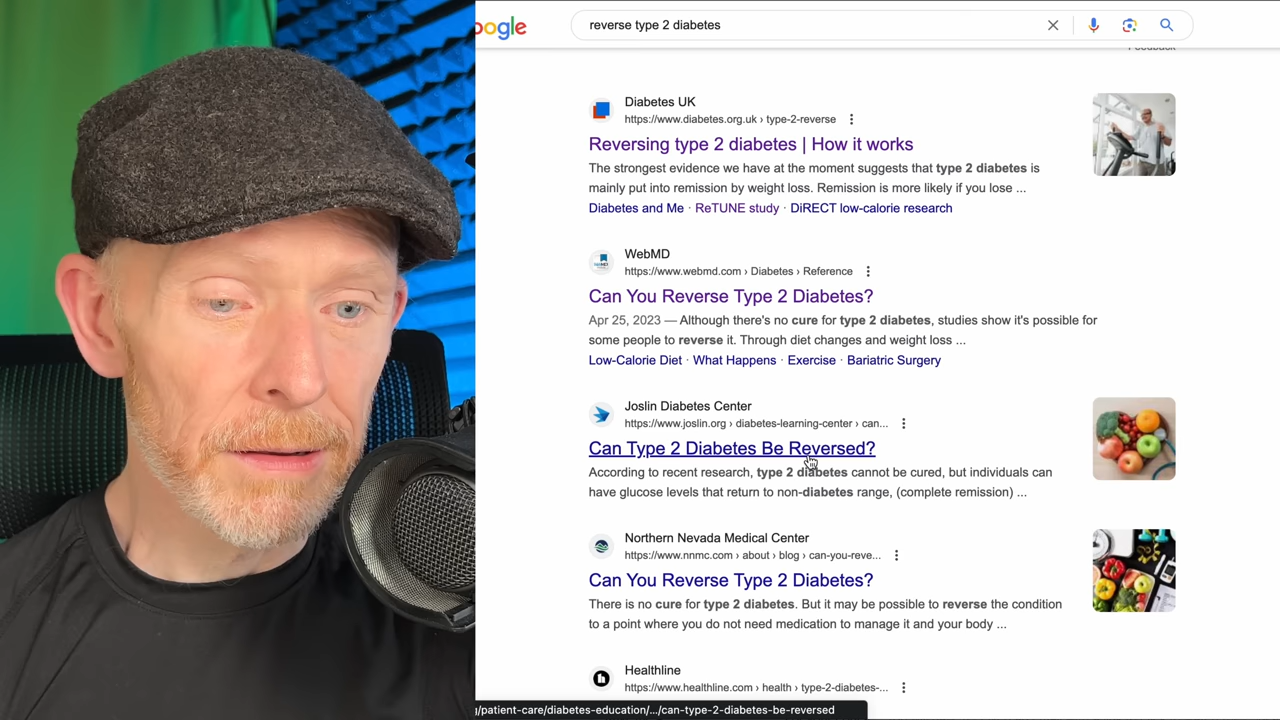 oogle
reverse type 2 diabetes
Feedback
Diabetes UK
https://www.diabetes.org.uk › type-2-reverse
Reversing type 2 diabetes | How it works
The strongest evidence we have at the moment suggests that type 2 diabetes is
mainly put into remission by weight loss. Remission is more likely if you lose ...
Diabetes and Me · ReTUNE study · DiRECT low-calorie research
WebMD
https://www.webmd.com › Diabetes › Reference
Can You Reverse Type 2 Diabetes?
Apr 25, 2023 — Although there's no cure for type 2 diabetes, studies show it's possible for
some people to reverse it. Through diet changes and weight loss ...
Low-Calorie Diet · What Happens · Exercise · Bariatric Surgery
Joslin Diabetes Center
https://www.joslin.org › diabetes-learning-center › can...
Can Type 2 Diabetes Be Reversed?
According to recent research, type 2 diabetes cannot be cured, but individuals can
have glucose levels that return to non-diabetes range, (complete remission) ...
Northern Nevada Medical Center
https://www.nnmc.com › about › blog › can-you-reve...
Can You Reverse Type 2 Diabetes?
There is no cure for type 2 diabetes. But it may be possible to reverse the condition
to a point where you do not need medication to manage it and your body ...
Healthline
https://www.healthline.com › health › type-2-diabetes-...
/patient-care/diabetes-education/.../can-type-2-diabetes-be-reversed